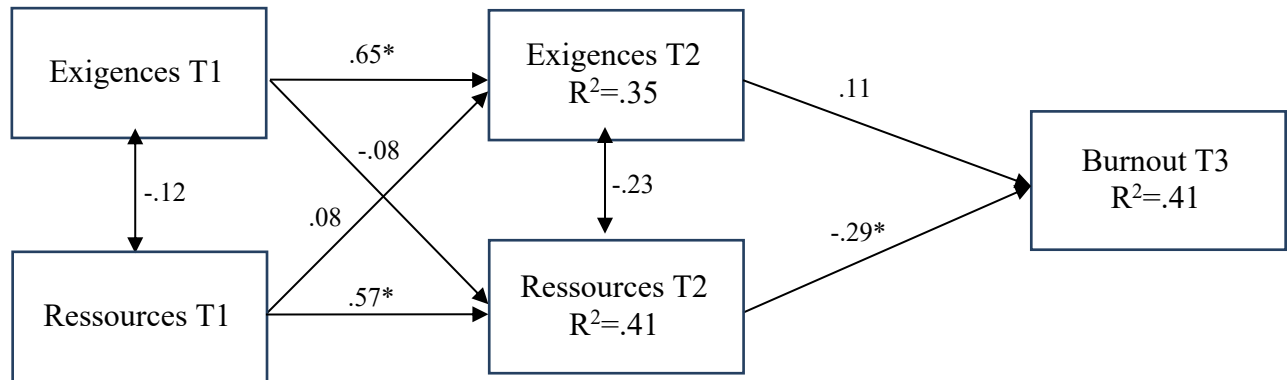 Exigences T1
.65*
Exigences T2
R²=.35
.11
-.08
-.12
.08
-.23
Burnout T3
R²=.41
-.29*
Ressources T1
.57*
Ressources T2
R²=.41